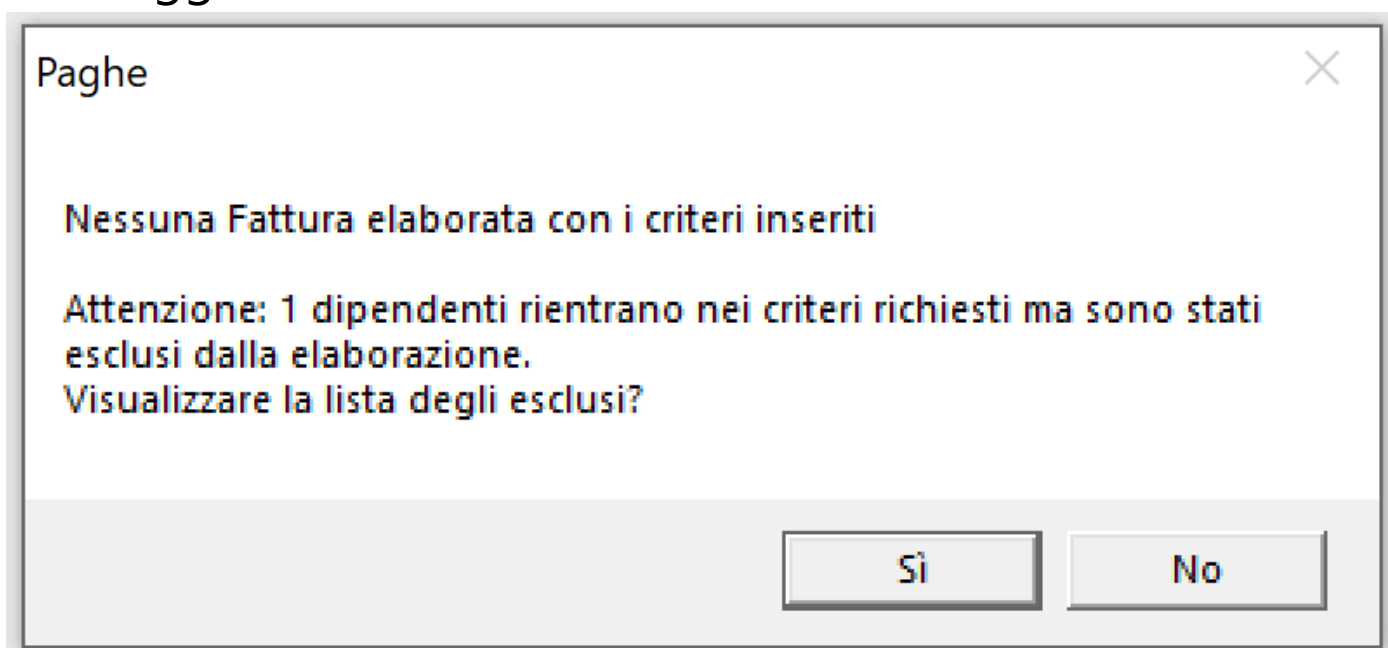 Paghe
Nessuna Fattura elaborata con i criteri inseriti
Attenzione: 1 dipendenti rientrano nei criteri richiesti ma sono stati
esclusi dalla elaborazione.
Visualizzare la lista degli esclusi?
Sì
No